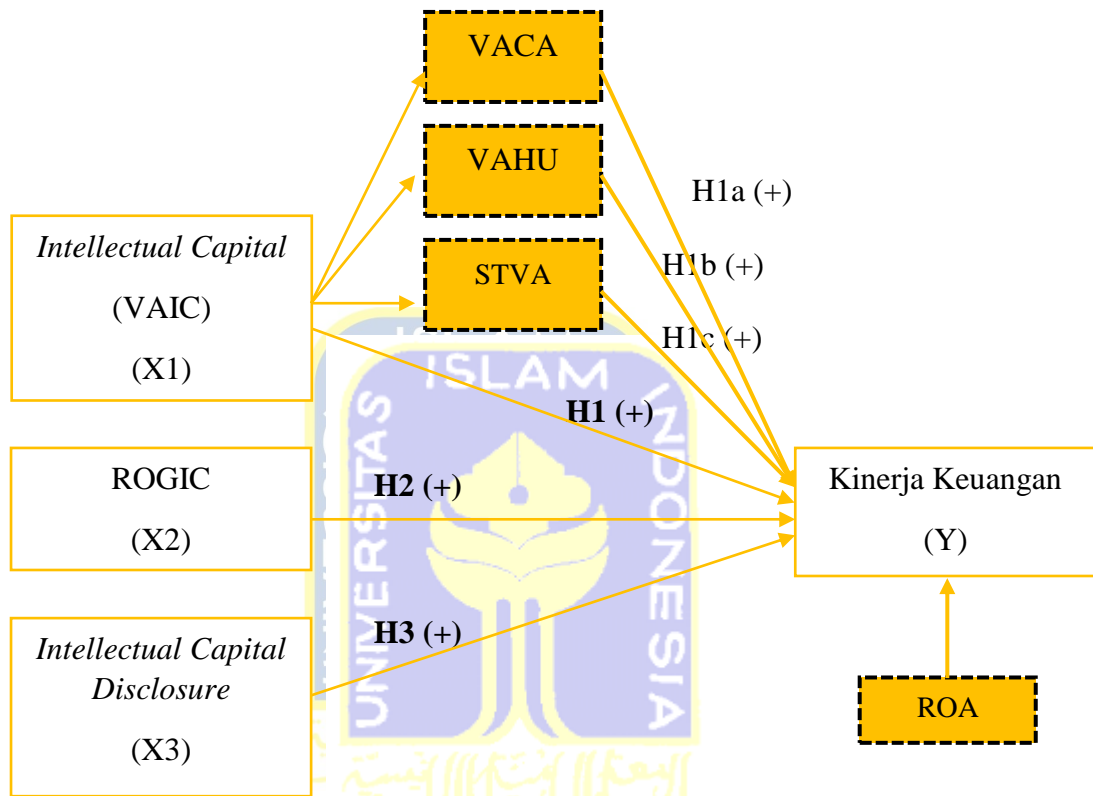 VACA
VAHU
STVA
H1a (+)
H1b (+)
H1c (+)
Intellectual Capital
(VAIC)
(X1)
H1 (+)
ROGIC
(X2)
H2 (+)
Kinerja Keuangan
(Y)
Intellectual Capital
Disclosure
(X3)
H3 (+)
ROA
UNIVERSITAS
ISLAM
INDONESIA